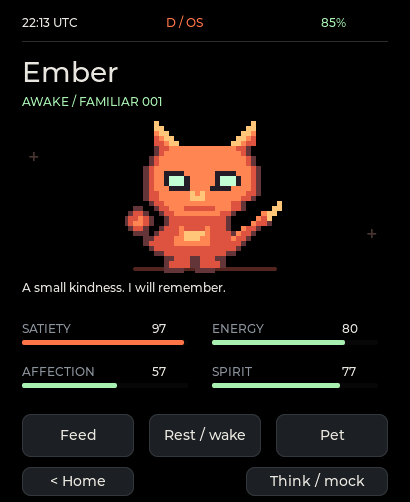 22:13 UTC D / OS 85%
Ember
AWAKE / FAMILIAR 001
A small kindness. I will remember.
SATIETY 97 ENERGY 80
AFFECTION 57 SPIRIT 77
Feed Rest / wake Pet
< Home Think / mock